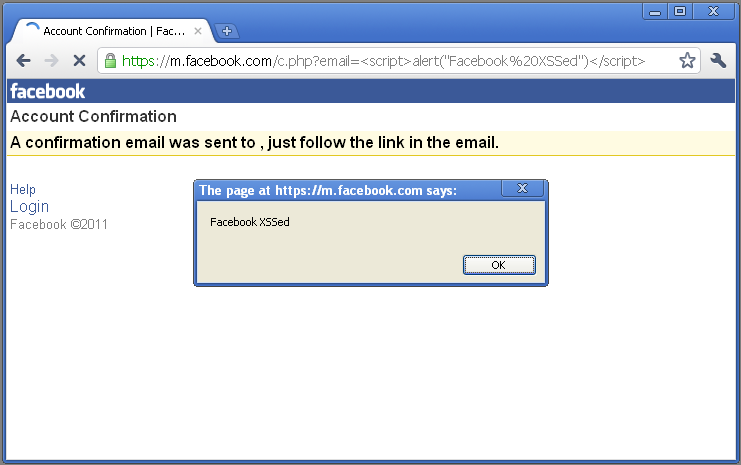 Account Confirmation | Fac...
https://m.facebook.com/c.php?email=<script>alert("Facebook%20XSSed")</script>
facebook
Account Confirmation
A confirmation email was sent to , just follow the link in the email.
Help
Login
Facebook ©2011
The page at https://m.facebook.com says:
Facebook XSSed
OK